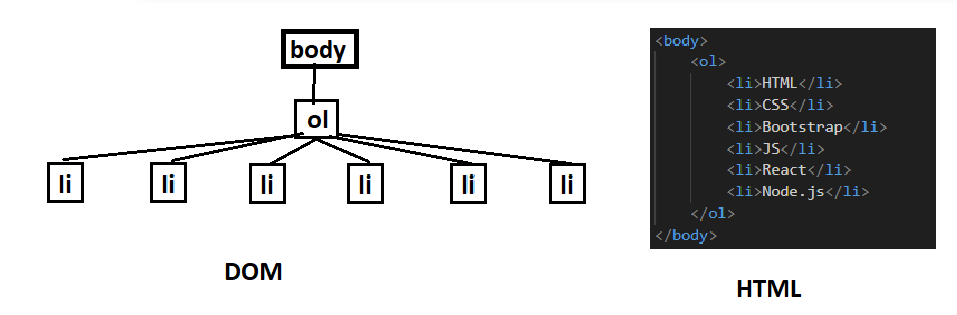 body
ol
li li li li li li
DOM
<body>
<ol>
<li>HTML</li>
<li>CSS</li>
<li>Bootstrap</li>
<li>JS</li>
<li>React</li>
<li>Node.js</li>
</ol>
</body>
HTML